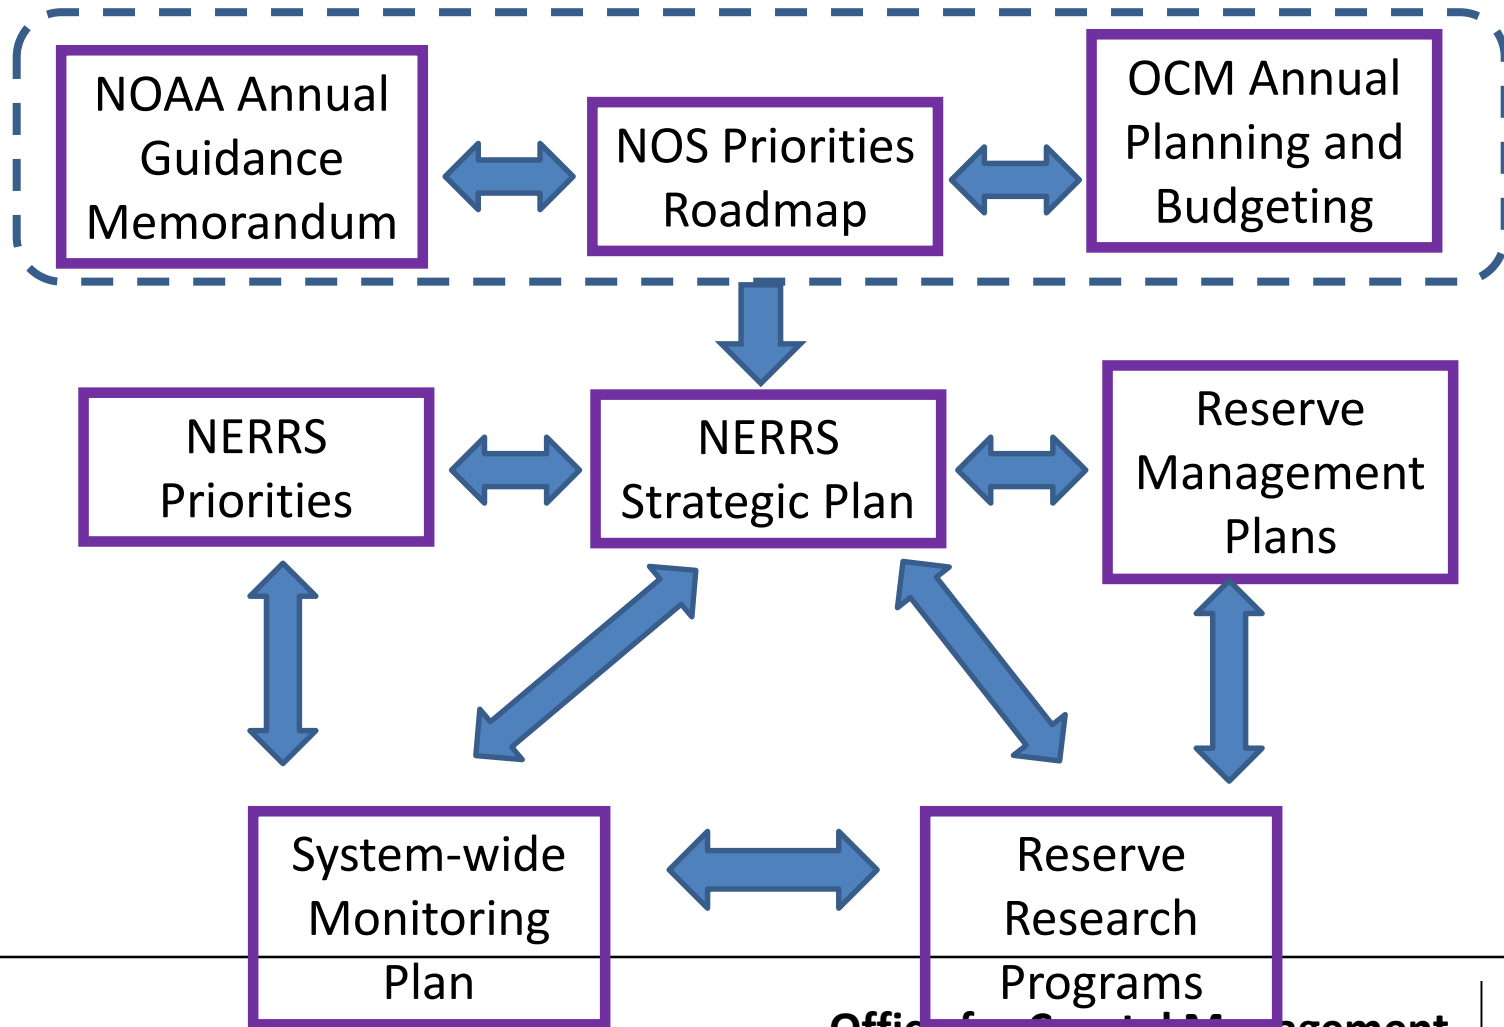 NOAA Annual
Guidance
Memorandum
NOS Priorities
Roadmap
OCM Annual
Planning and
Budgeting
NERRS
Priorities
NERRS
Strategic Plan
Reserve
Management
Plans
System-wide
Monitoring
Plan
Reserve
Research
Programs